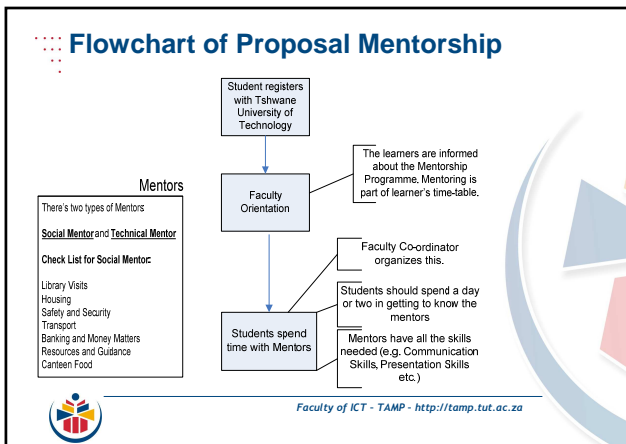 Flowchart of Proposal Mentorship
Student registers
with Tshwane
University of
Technology
The learners are informed
about the Mentorship
Programme. Mentoring is
part of learner's time-table.
Faculty
Orientation
Mentors
There's two types of Mentors:
Social Mentor and Technical Mentor
Check List for Social Mentor:
Library Visits
Housing
Safety and Security
Transport
Banking and Money Matters
Resources and Guidance
Canteen Food
Faculty Co-ordinator
organizes this.
Students should spend a day
or two in getting to know the
mentors
Students spend
time with Mentors
Mentors have all the skills
needed (e.g. Communication
Skills, Presentation Skills
etc.)
Faculty of ICT - TAMP - http://tamp.tut.ac.za